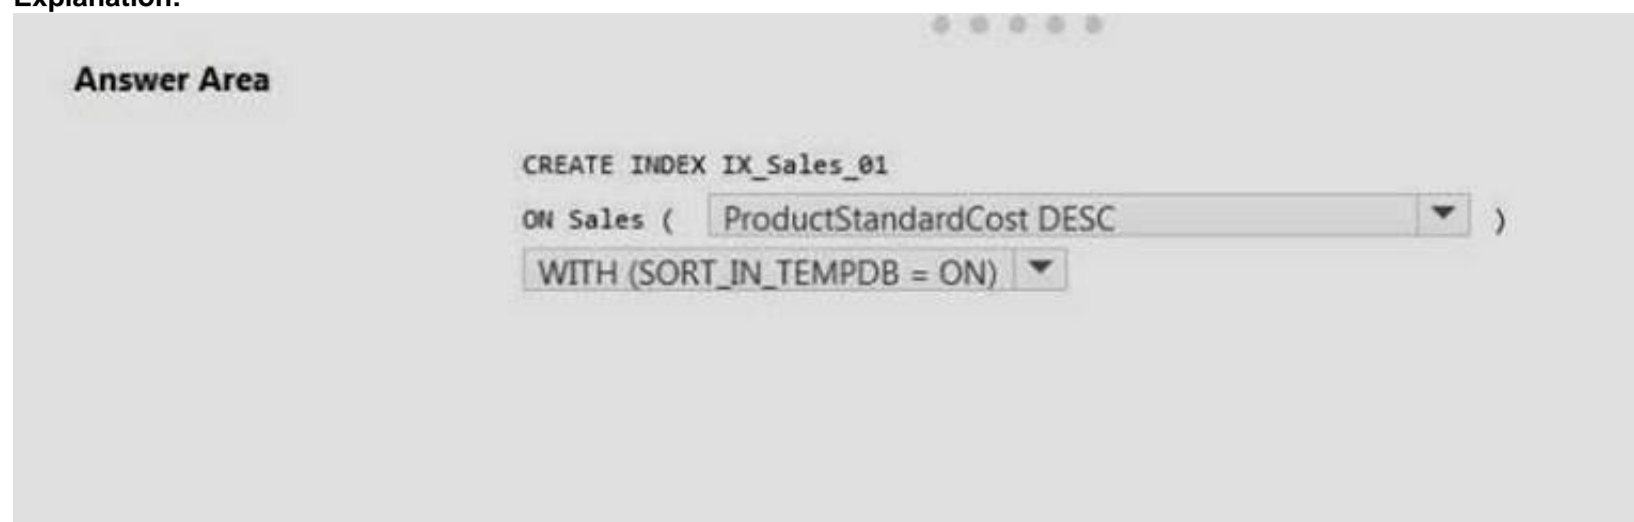 Explanation:
Answer Area
CREATE INDEX IX_Sales_01
ON Sales ( ProductStandardCost DESC )
WITH (SORT_IN_TEMPDB = ON)